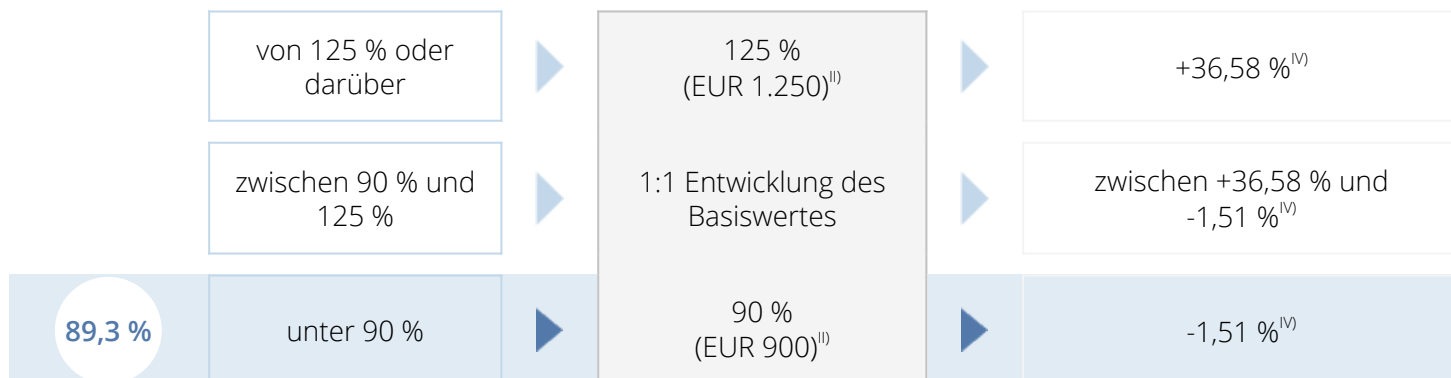 von 125 % oder
darüber
125 %
(EUR 1.250)II)
+36,58 %IV)
zwischen 90 % und
125 %
1:1 Entwicklung des
Basiswertes
zwischen +36,58 % und
-1,51 %IV)
89,3 %
unter 90 %
90 %
(EUR 900)II)
-1,51 %IV)